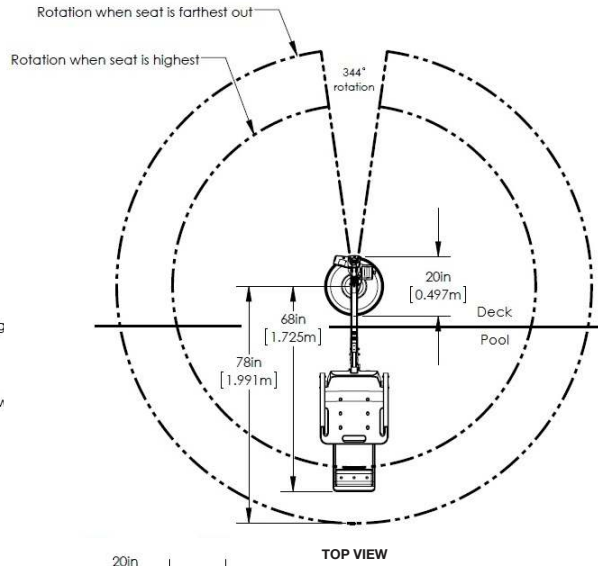 Rotation when seat is farthest out
Rotation when seat is highest
344°
rotation
20in
[0.497m]
Deck
Pool
68in
[1.725m]
78in
[1.991m]
TOP VIEW
20in